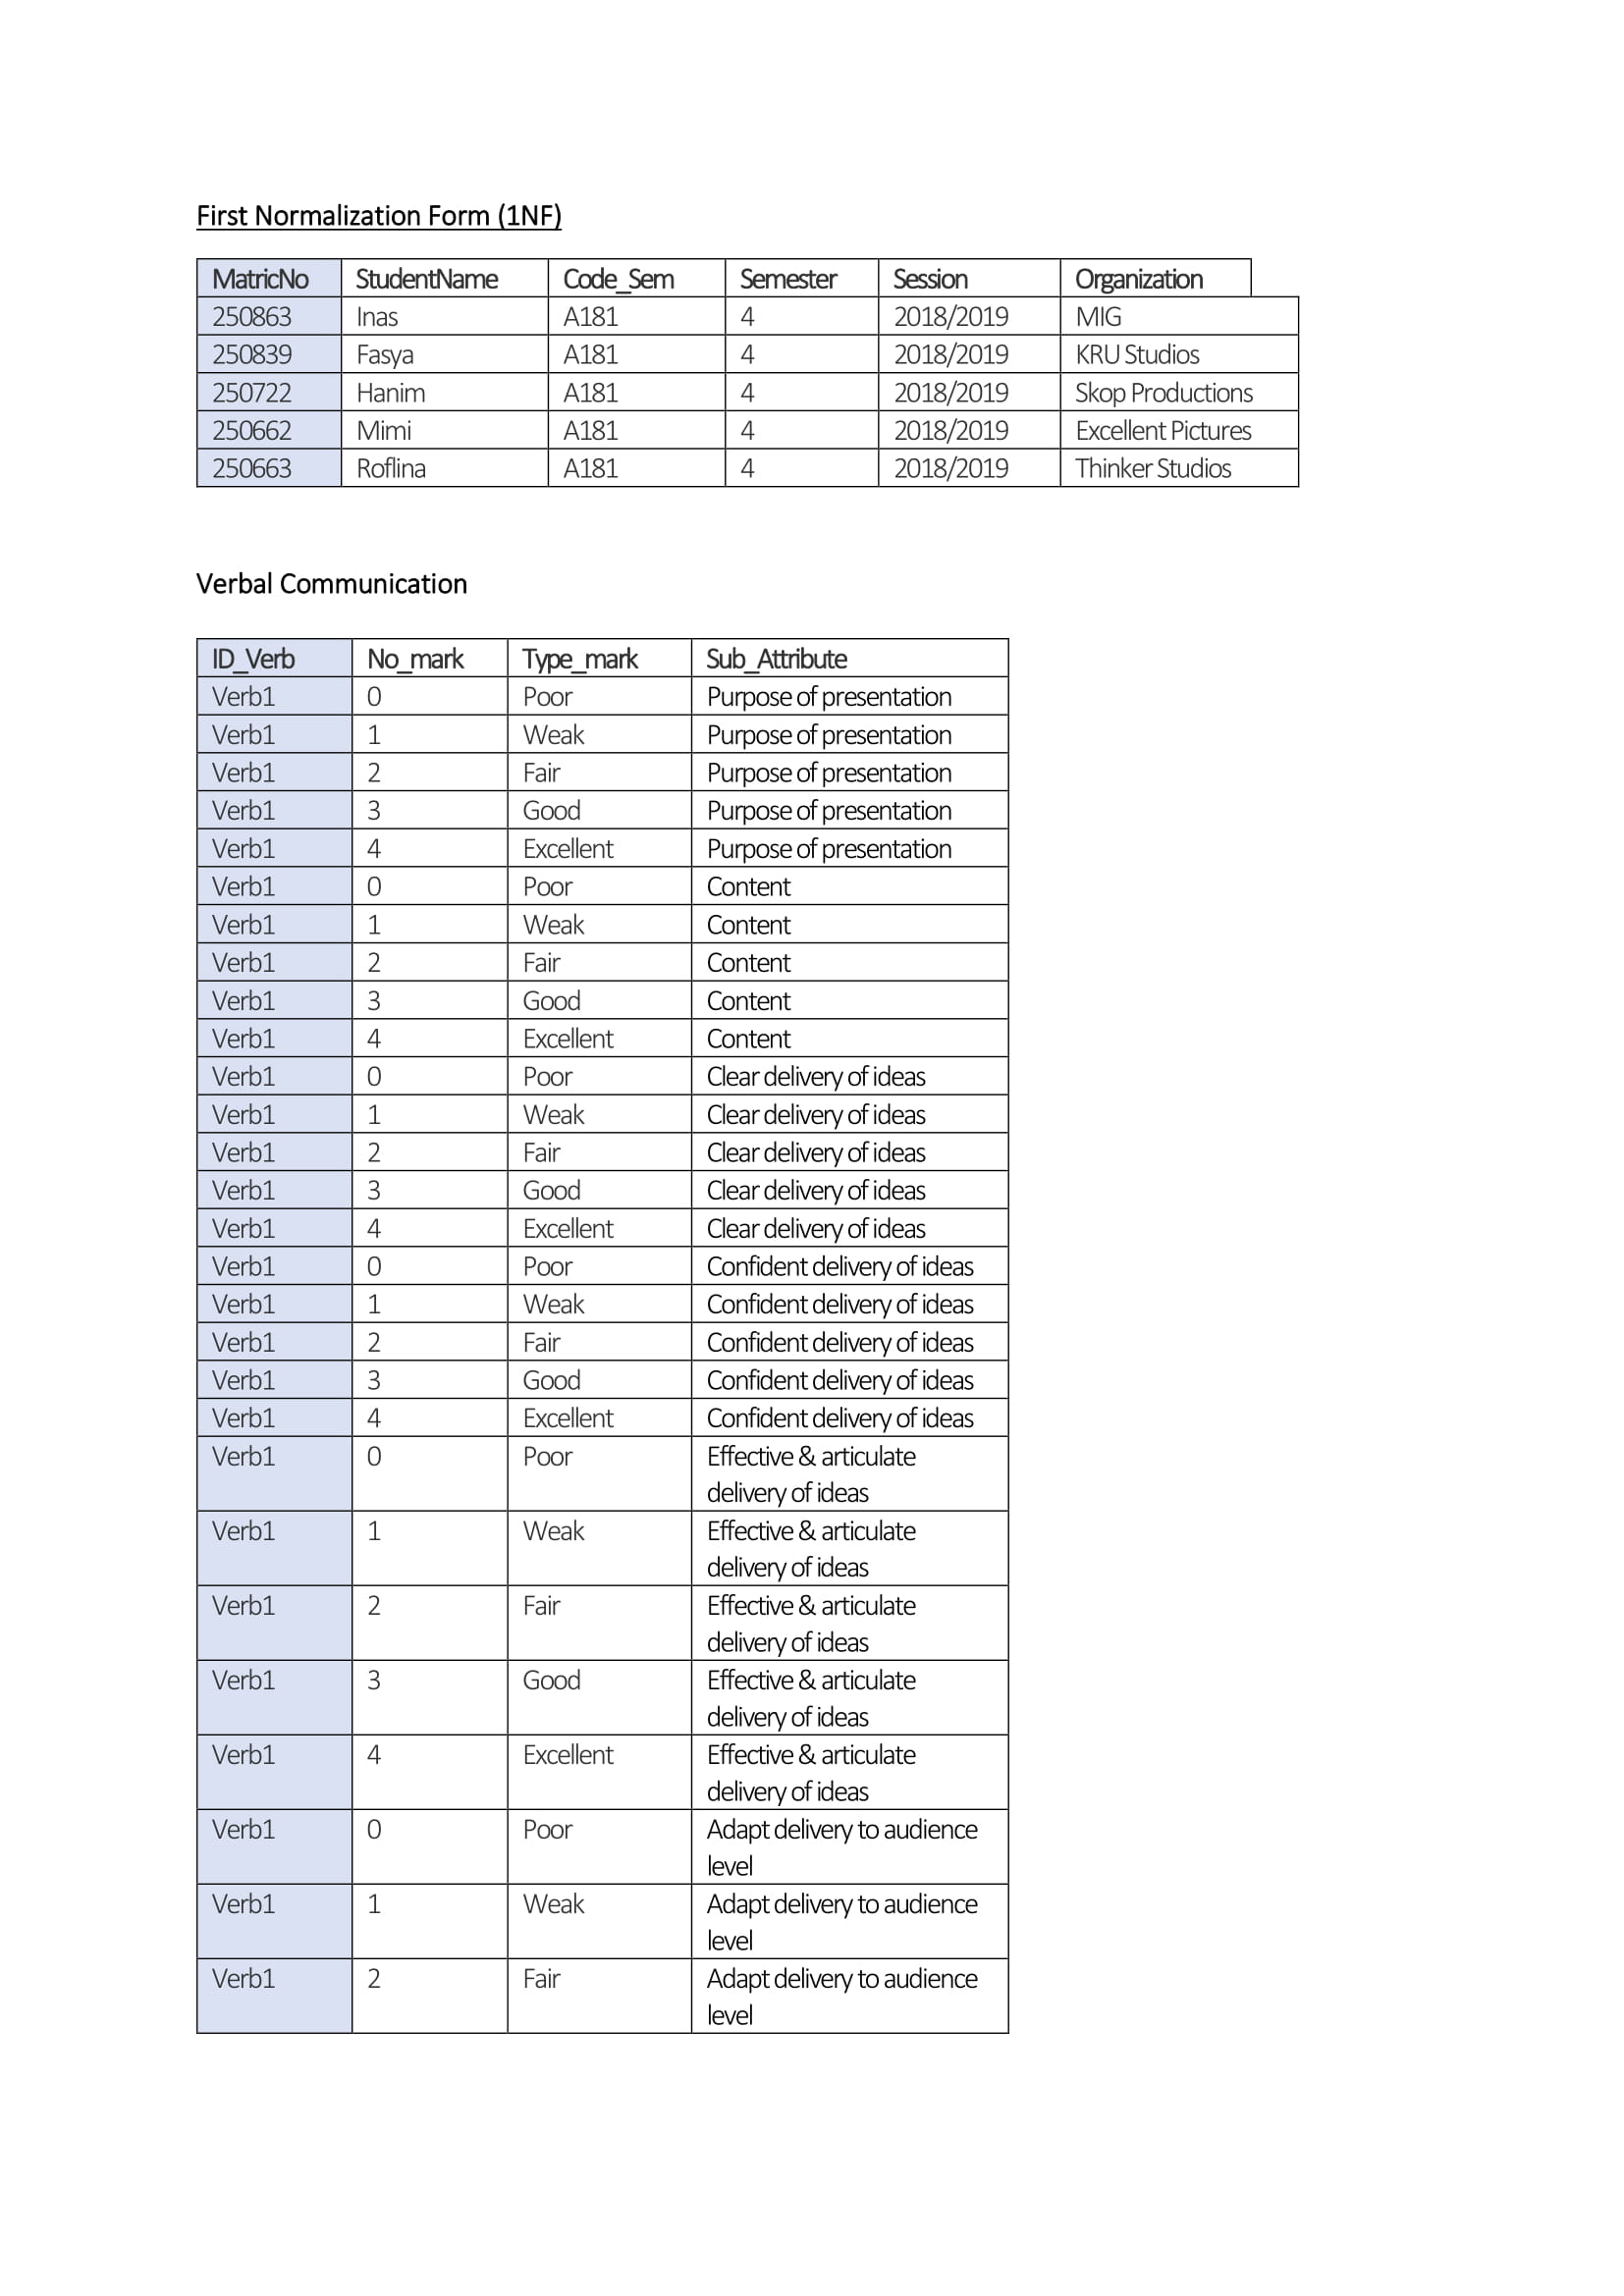 First Normalization Form (1NF)
MatricNo StudentName Code_Sem Semester Session Organization
250863 Inas A181 4 2018/2019 MIG
250839 Fasya A181 4 2018/2019 KRU Studios
250722 Hanim A181 4 2018/2019 Skop Productions
250662 Mimi A181 4 2018/2019 Excellent Pictures
250663 Roflina A181 4 2018/2019 Thinker Studios
Verbal Communication
ID_Verb No_mark Type_mark Sub_Attribute
Verb1 0 Poor Purpose of presentation
Verb1 1 Weak Purpose of presentation
Verb1 2 Fair Purpose of presentation
Verb1 3 Good Purpose of presentation
Verb1 4 Excellent Purpose of presentation
Verb1 0 Poor Content
Verb1 1 Weak Content
Verb1 2 Fair Content
Verb1 3 Good Content
Verb1 4 Excellent Content
Verb1 0 Poor Clear delivery of ideas
Verb1 1 Weak Clear delivery of ideas
Verb1 2 Fair Clear delivery of ideas
Verb1 3 Good Clear delivery of ideas
Verb1 4 Excellent Clear delivery of ideas
Verb1 0 Poor Confident delivery of ideas
Verb1 1 Weak Confident delivery of ideas
Verb1 2 Fair Confident delivery of ideas
Verb1 3 Good Confident delivery of ideas
Verb1 4 Excellent Confident delivery of ideas
Verb1 0 Poor Effective & articulate
delivery of ideas
Verb1 1 Weak Effective & articulate
delivery of ideas
Verb1 2 Fair Effective & articulate
delivery of ideas
Verb1 3 Good Effective & articulate
delivery of ideas
Verb1 4 Excellent Effective & articulate
delivery of ideas
Verb1 0 Poor Adapt delivery to audience
level
Verb1 1 Weak Adapt delivery to audience
level
Verb1 2 Fair Adapt delivery to audience
level